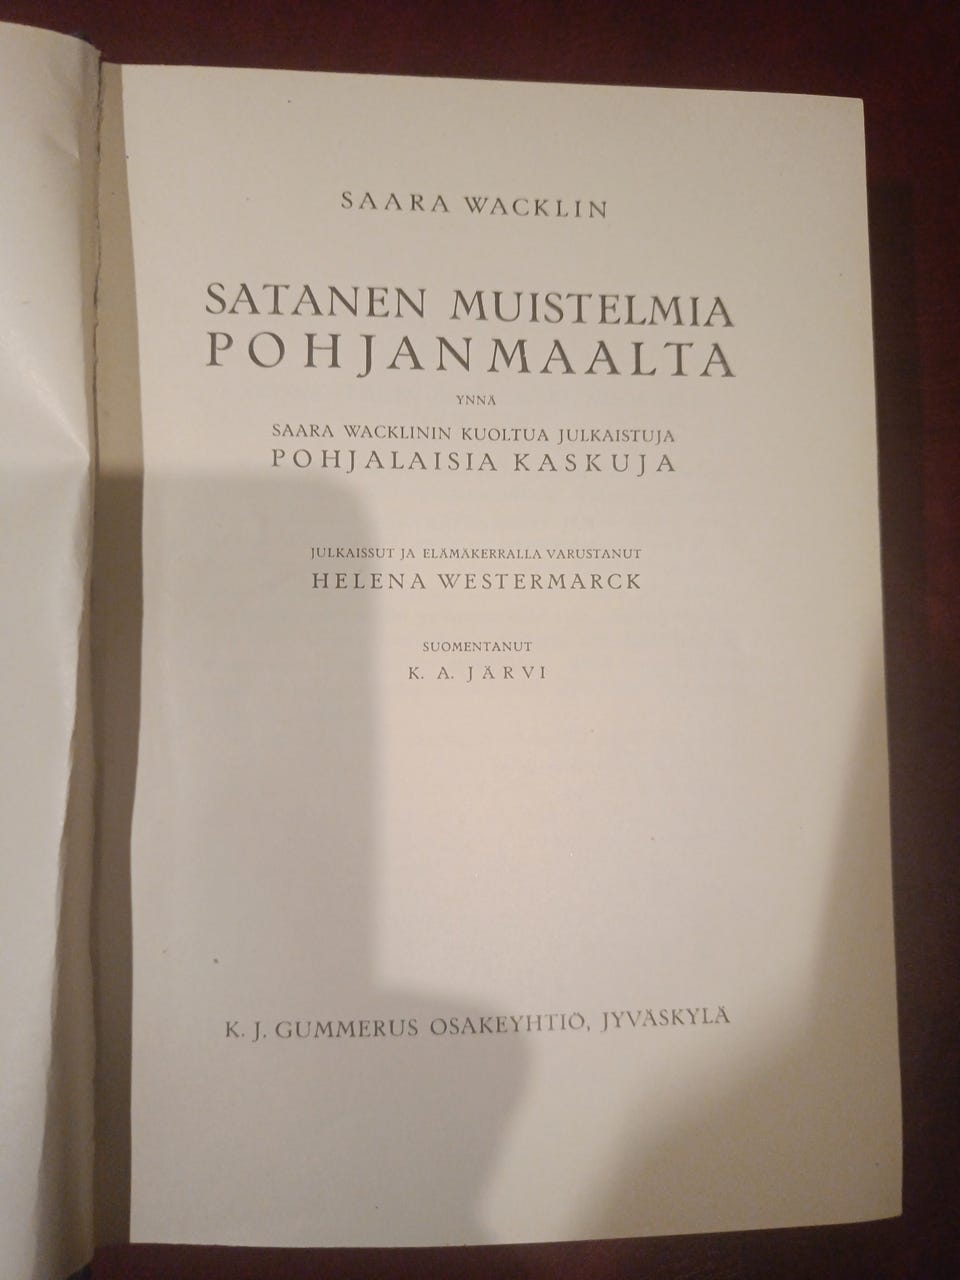 SAARA WACKLIN
SATANEN MUISTELMIA
POHJANMAALTA
YNNÄ
SAARA WACKLININ KUOLTUA JULKAISTUJA
POHJALAISIA KASKUJA
JULKAISSUT JA ELÄMÄKERRALLA VARUSTANUT
HELENA WESTERMARCK
SUOMENTANUT
K. A. JÄRVI
K. J. GUMMERUS OSAKEYHTIÖ, JYVÄSKYLÄ